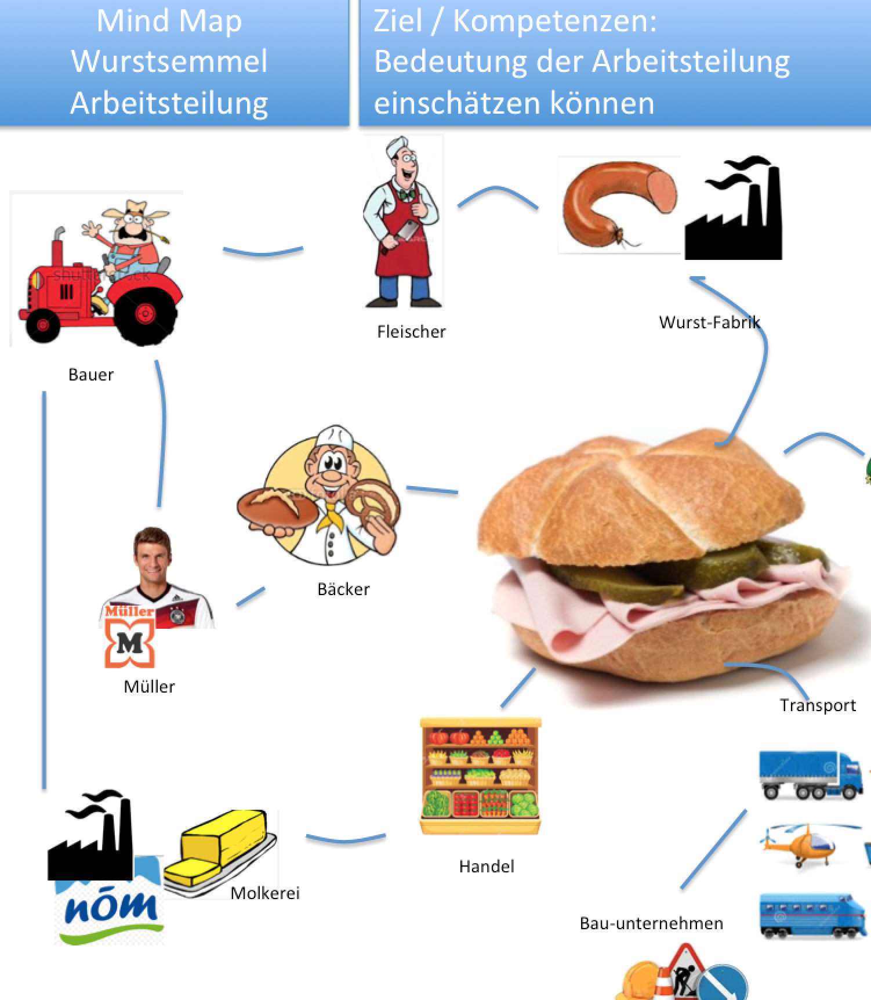 Mind Map
Wurstsemmel
Arbeitsteilung
Ziel / Kompetenzen:
Bedeutung der Arbeitsteilung
einschätzen können
shutterstock
Fleischer
Wurst-Fabrik
Bauer
Bäcker
Müller
M
Müller
Transport
Handel
Molkerei
nōm
Bau-unternehmen